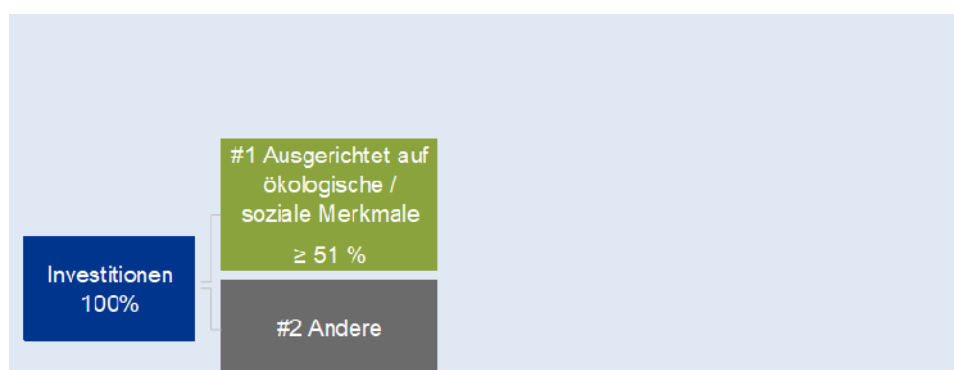 #1 Ausgerichtet auf
ökologische /
soziale Merkmale
≥ 51 %
Investitionen
100%
#2 Andere